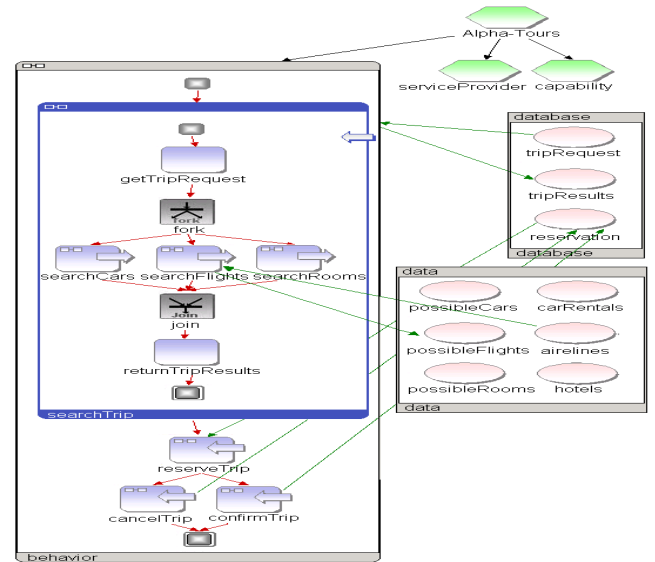 Alpha-Tours
serviceProvider capability
database
tripRequest
tripResults
reservation
database
getTripRequest
fork
fork
searchCars searchFlights searchRooms
Join
join
returnTripResults
searchTrip
data
possibleCars carRentals
possibleFlights airelines
possibleRooms hotels
data
reserveTrip
cancelTrip confirmTrip
behavior